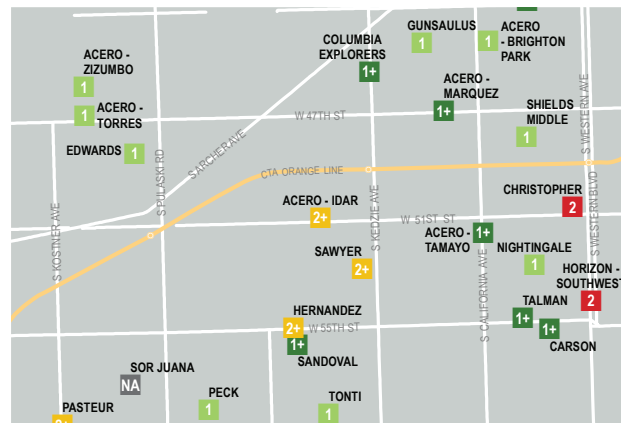 GUNSAULUS
1
ACERO
- BRIGHTON
PARK
1
COLUMBIA
EXPLORERS
1+
ACERO -
ZIZUMBO
1
ACERO -
MARQUEZ
1+
ACERO -
TORRES
1
W 47TH ST
SHIELDS
MIDDLE
1
S WESTERN AVE
EDWARDS
1
S ARCHER AVE
S PULASKI RD
CTA ORANGE LINE
CHRISTOPHER
2
ACERO - IDAR
2+
S KEDZIE AVE
W 51ST ST
S KOSTNER AVE
ACERO -
TAMAYO
1+
S WESTERN BLVD
SAWYER
2+
NIGHTINGALE
1
S CALIFORNIA AVE
HORIZON -
SOUTHWEST
2
HERNANDEZ
2+
W 55TH ST
TALMAN
1+
1+
CARSON
1+
SANDOVAL
SOR JUANA
NA
PECK
1
TONTI
1
PASTEUR
2+